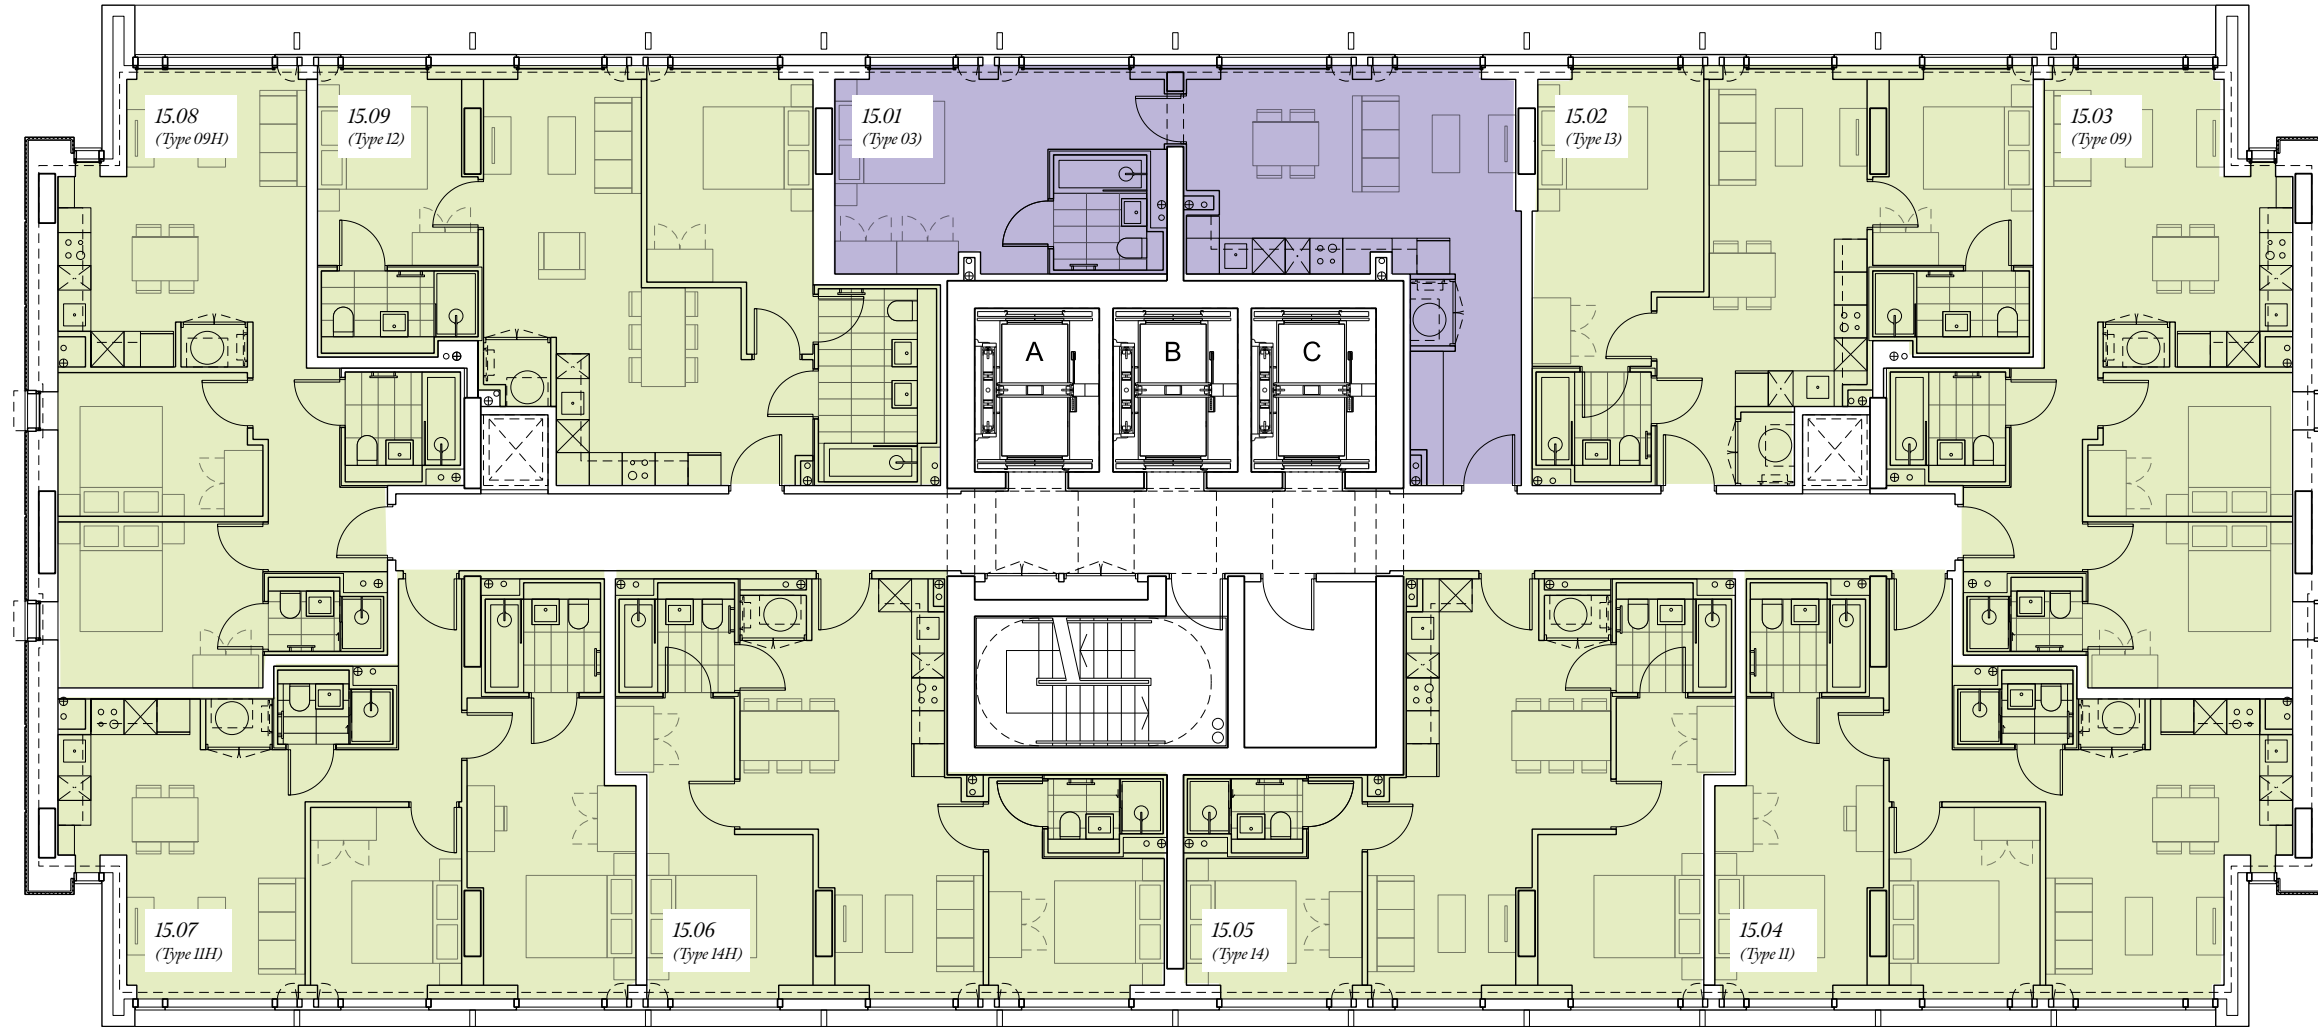 15.08
(Type 09H)
15.09
(Type 12)
15.01
(Type 03)
15.02
(Type 13)
15.03
(Type 09)
A
B
C
15.07
(Type 11H)
15.06
(Type 14H)
15.05
(Type 14)
15.04
(Type 11)